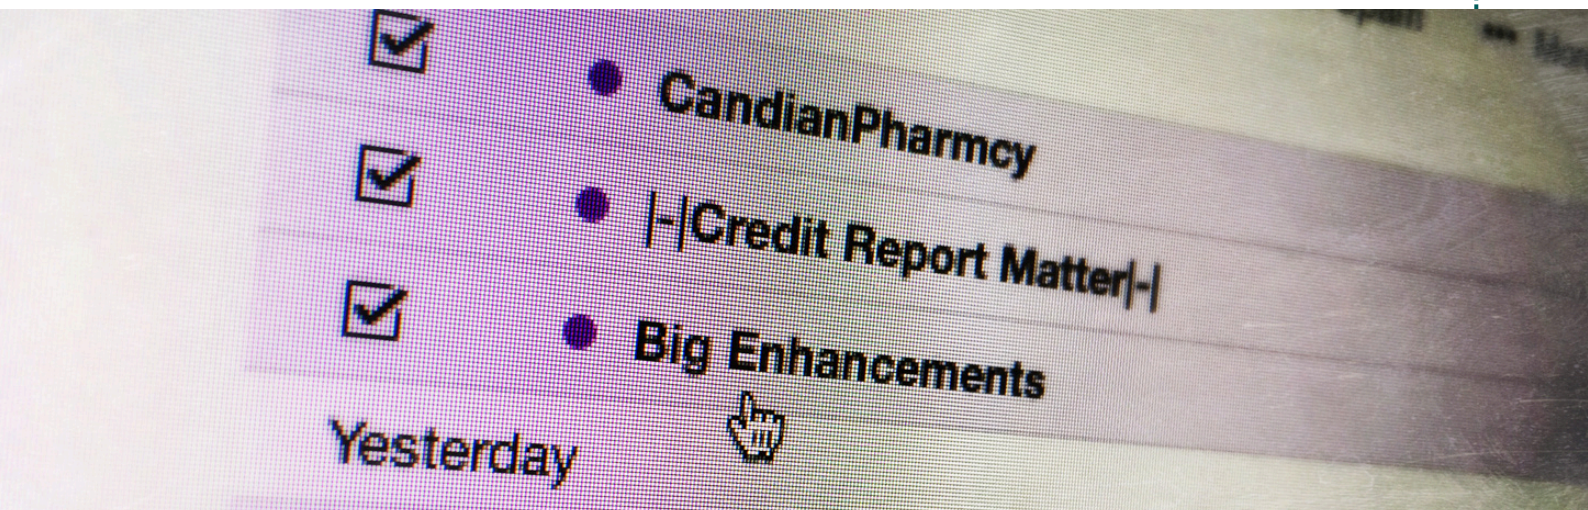 CandianPharmcy
|-|Credit Report Matter|-|
Big Enhancements
Yesterday